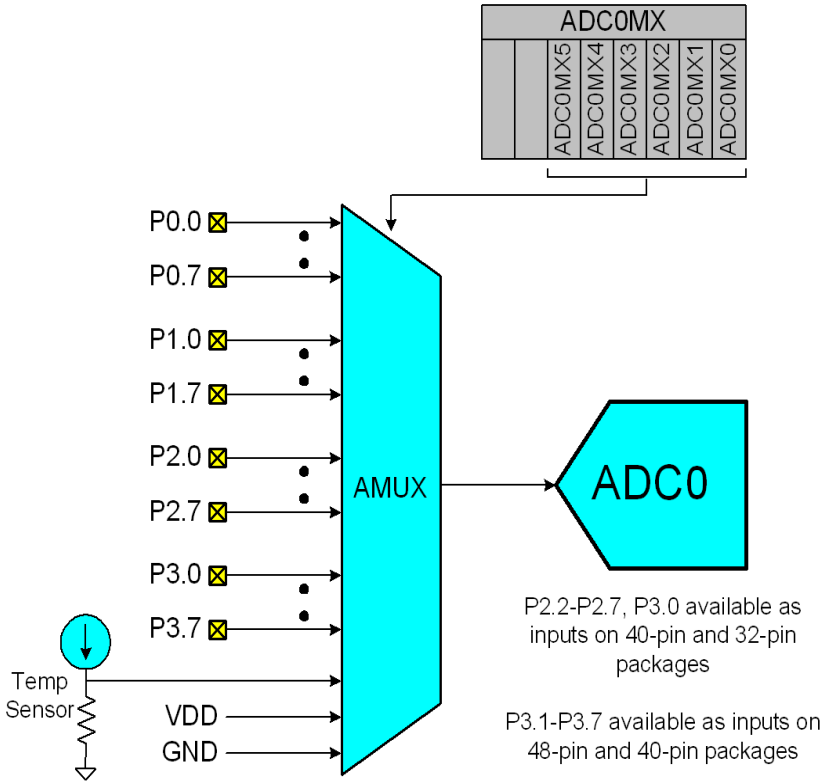 ADC0MX
ADC0MX5
ADC0MX4
ADC0MX3
ADC0MX2
ADC0MX1
ADC0MX0
P0.0
P0.7
P1.0
P1.7
P2.0
P2.7
P3.0
P3.7
Temp
Sensor
VDD
GND
AMUX
ADC0
P2.2-P2.7, P3.0 available as
inputs on 40-pin and 32-pin
packages
P3.1-P3.7 available as inputs on
48-pin and 40-pin packages